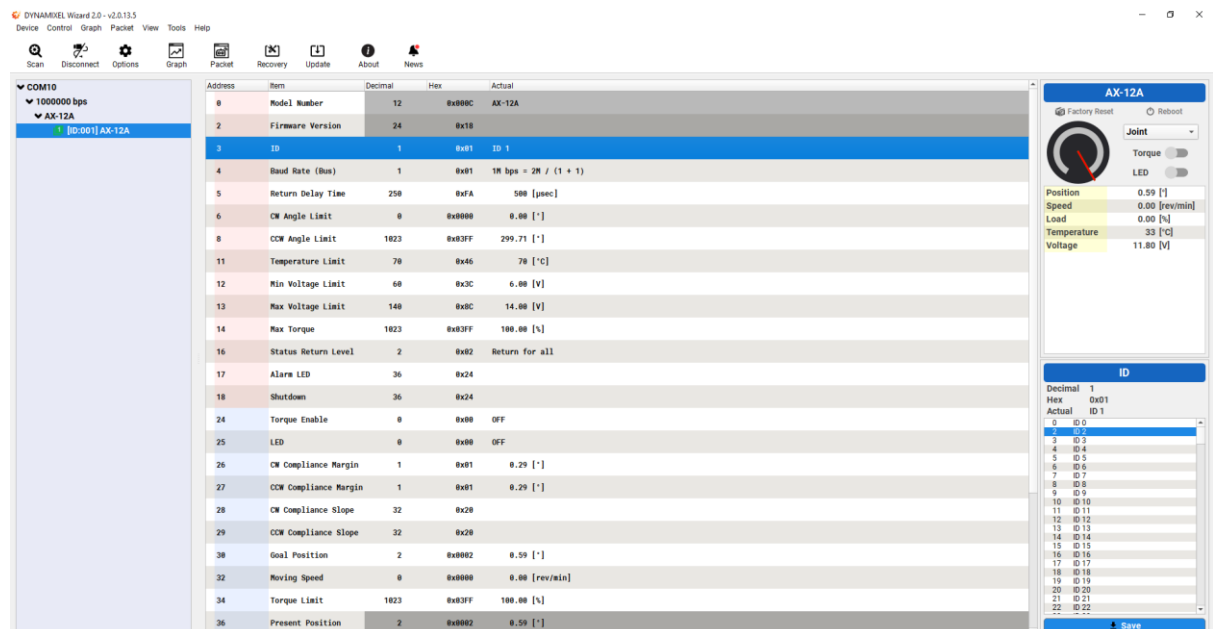 DYNAMIXEL Wizard 2.0 - v2.0.13.5
Device Control Graph Packet View Tools Help
Scan Disconnect Options Graph Packet Recovery Update About News
COM10
1000000 bps
AX-12A
1 [ID:001] AX-12A
Address Item Decimal Hex Actual
0 Model Number 12 0x000C AX-12A
2 Firmware Version 24 0x18
3 ID 1 0x01 ID 1
4 Baud Rate (Bus) 1 0x01 1M bps = 2M / (1 + 1)
5 Return Delay Time 250 0xFA 500 [µsec]
6 CW Angle Limit 0 0x0000 0.00 [°]
8 CCW Angle Limit 1023 0x03FF 299.71 [°]
11 Temperature Limit 70 0x46 70 [°C]
12 Min Voltage Limit 60 0x3C 6.00 [V]
13 Max Voltage Limit 140 0x8C 14.00 [V]
14 Max Torque 1023 0x03FF 100.00 [%]
16 Status Return Level 2 0x02 Return for all
17 Alarm LED 36 0x24
18 Shutdown 36 0x24
24 Torque Enable 0 0x00 OFF
25 LED 0 0x00 OFF
26 CW Compliance Margin 1 0x01 0.29 [°]
27 CCW Compliance Margin 1 0x01 0.29 [°]
28 CW Compliance Slope 32 0x20
29 CCW Compliance Slope 32 0x20
30 Goal Position 2 0x0002 0.59 [°]
32 Moving Speed 0 0x0000 0.00 [rev/min]
34 Torque Limit 1023 0x03FF 100.00 [%]
36 Present Position 2 0x0002 0.59 [°]
AX-12A
Factory Reset Reboot
Joint
Torque
LED
Position 0.59 [°]
Speed 0.00 [rev/min]
Load 0.00 [%]
Temperature 33 [°C]
Voltage 11.80 [V]
ID
Decimal 1
Hex 0x01
Actual ID 1
0 ID 0
2 ID 2
3 ID 3
4 ID 4
5 ID 5
6 ID 6
7 ID 7
8 ID 8
9 ID 9
10 ID 10
11 ID 11
12 ID 12
13 ID 13
14 ID 14
15 ID 15
16 ID 16
17 ID 17
18 ID 18
19 ID 19
20 ID 20
21 ID 21
22 ID 22
Save